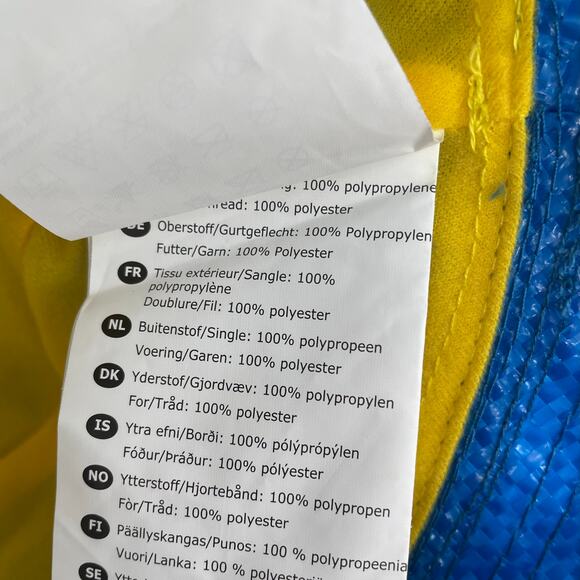 100% polypropylene
100% polyester
DE Oberstoff/Gurtgeflecht: 100% Polypropylen
Futter/Garn: 100% Polyester
FR Tissu extérieur/Sangle: 100%
polypropylène
Doublure/Fil: 100% polyester
NL Buitenstof/Single: 100% polypropeen
Voering/Garen: 100% polyester
DK Yderstof/Gjordvæv: 100% polypropylen
For/Tråd: 100% polyester
IS Ytra efni/Borði: 100% pólýprópýlen
Fóður/Þráður: 100% pólýester
NO Ytterstoff/Hjortebånd: 100% polypropen
Fòr/Tråd: 100% polyester
FI Päällyskangas/Punos: 100 % polypropeenia
Vuori/Lanka: 100 %
SE